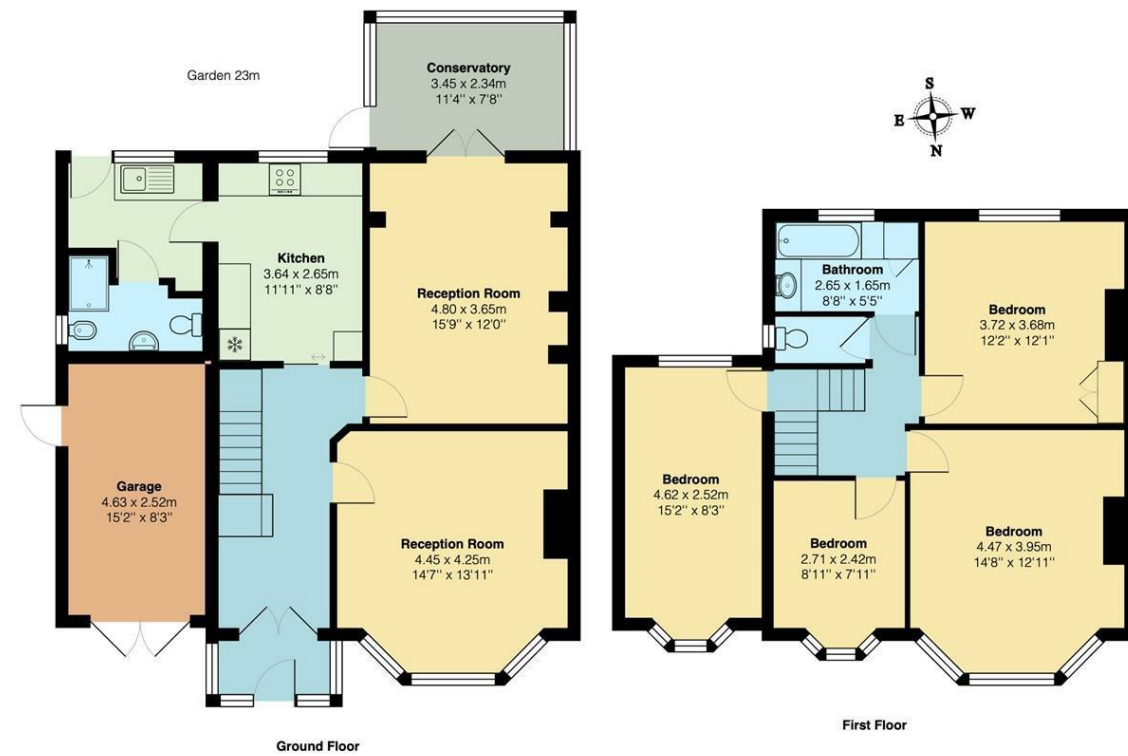 Garden 23m
Conservatory
3.45 x 2.34m
11'4" x 7'8"
Kitchen
3.64 x 2.65m
11'11" x 8'8"
Reception Room
4.80 x 3.65m
15'9" x 12'0"
Garage
4.63 x 2.52m
15'2" x 8'3"
Reception Room
4.45 x 4.25m
14'7" x 13'11"
Ground Floor
S
E
W
N
Bathroom
2.65 x 1.65m
8'8" x 5'5"
Bedroom
3.72 x 3.68m
12'2" x 12'1"
Bedroom
4.62 x 2.52m
15'2" x 8'3"
Bedroom
2.71 x 2.42m
8'11" x 7'11"
Bedroom
4.47 x 3.95m
14'8" x 12'11"
First Floor